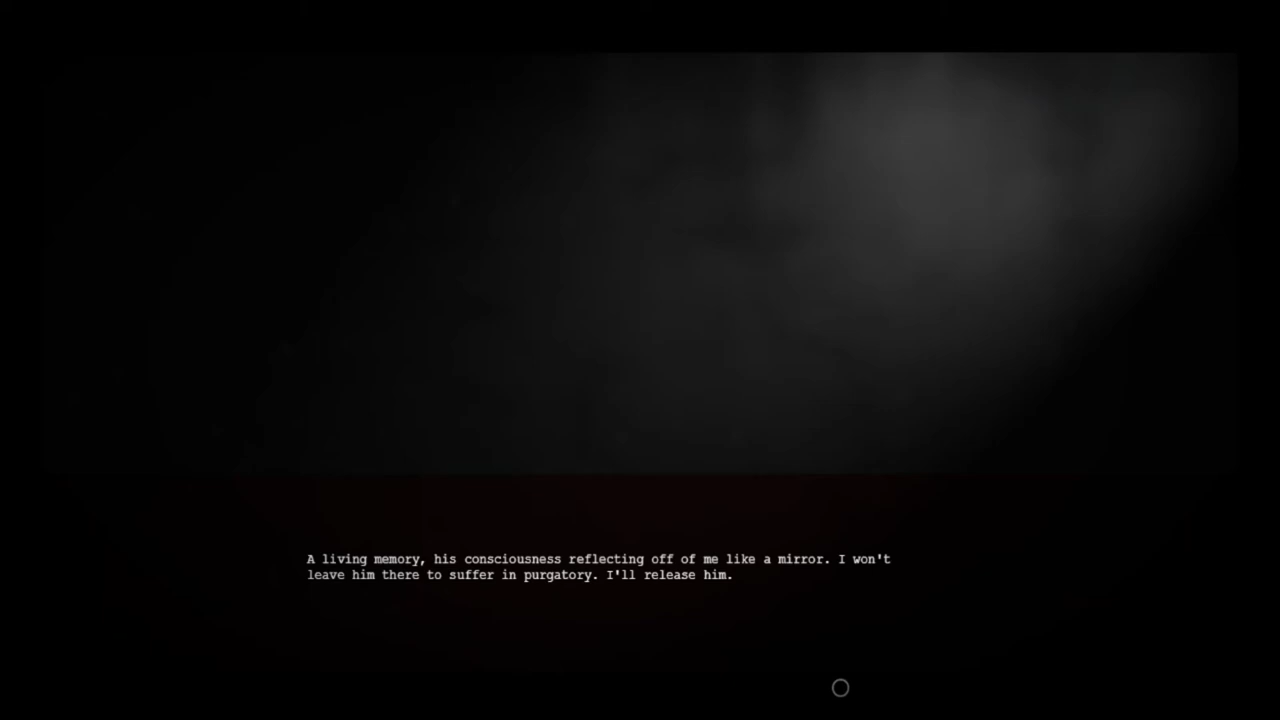 A living memory, his consciousness reflecting off of me like a mirror. I won't
leave him there to suffer in purgatory. I'll release him.